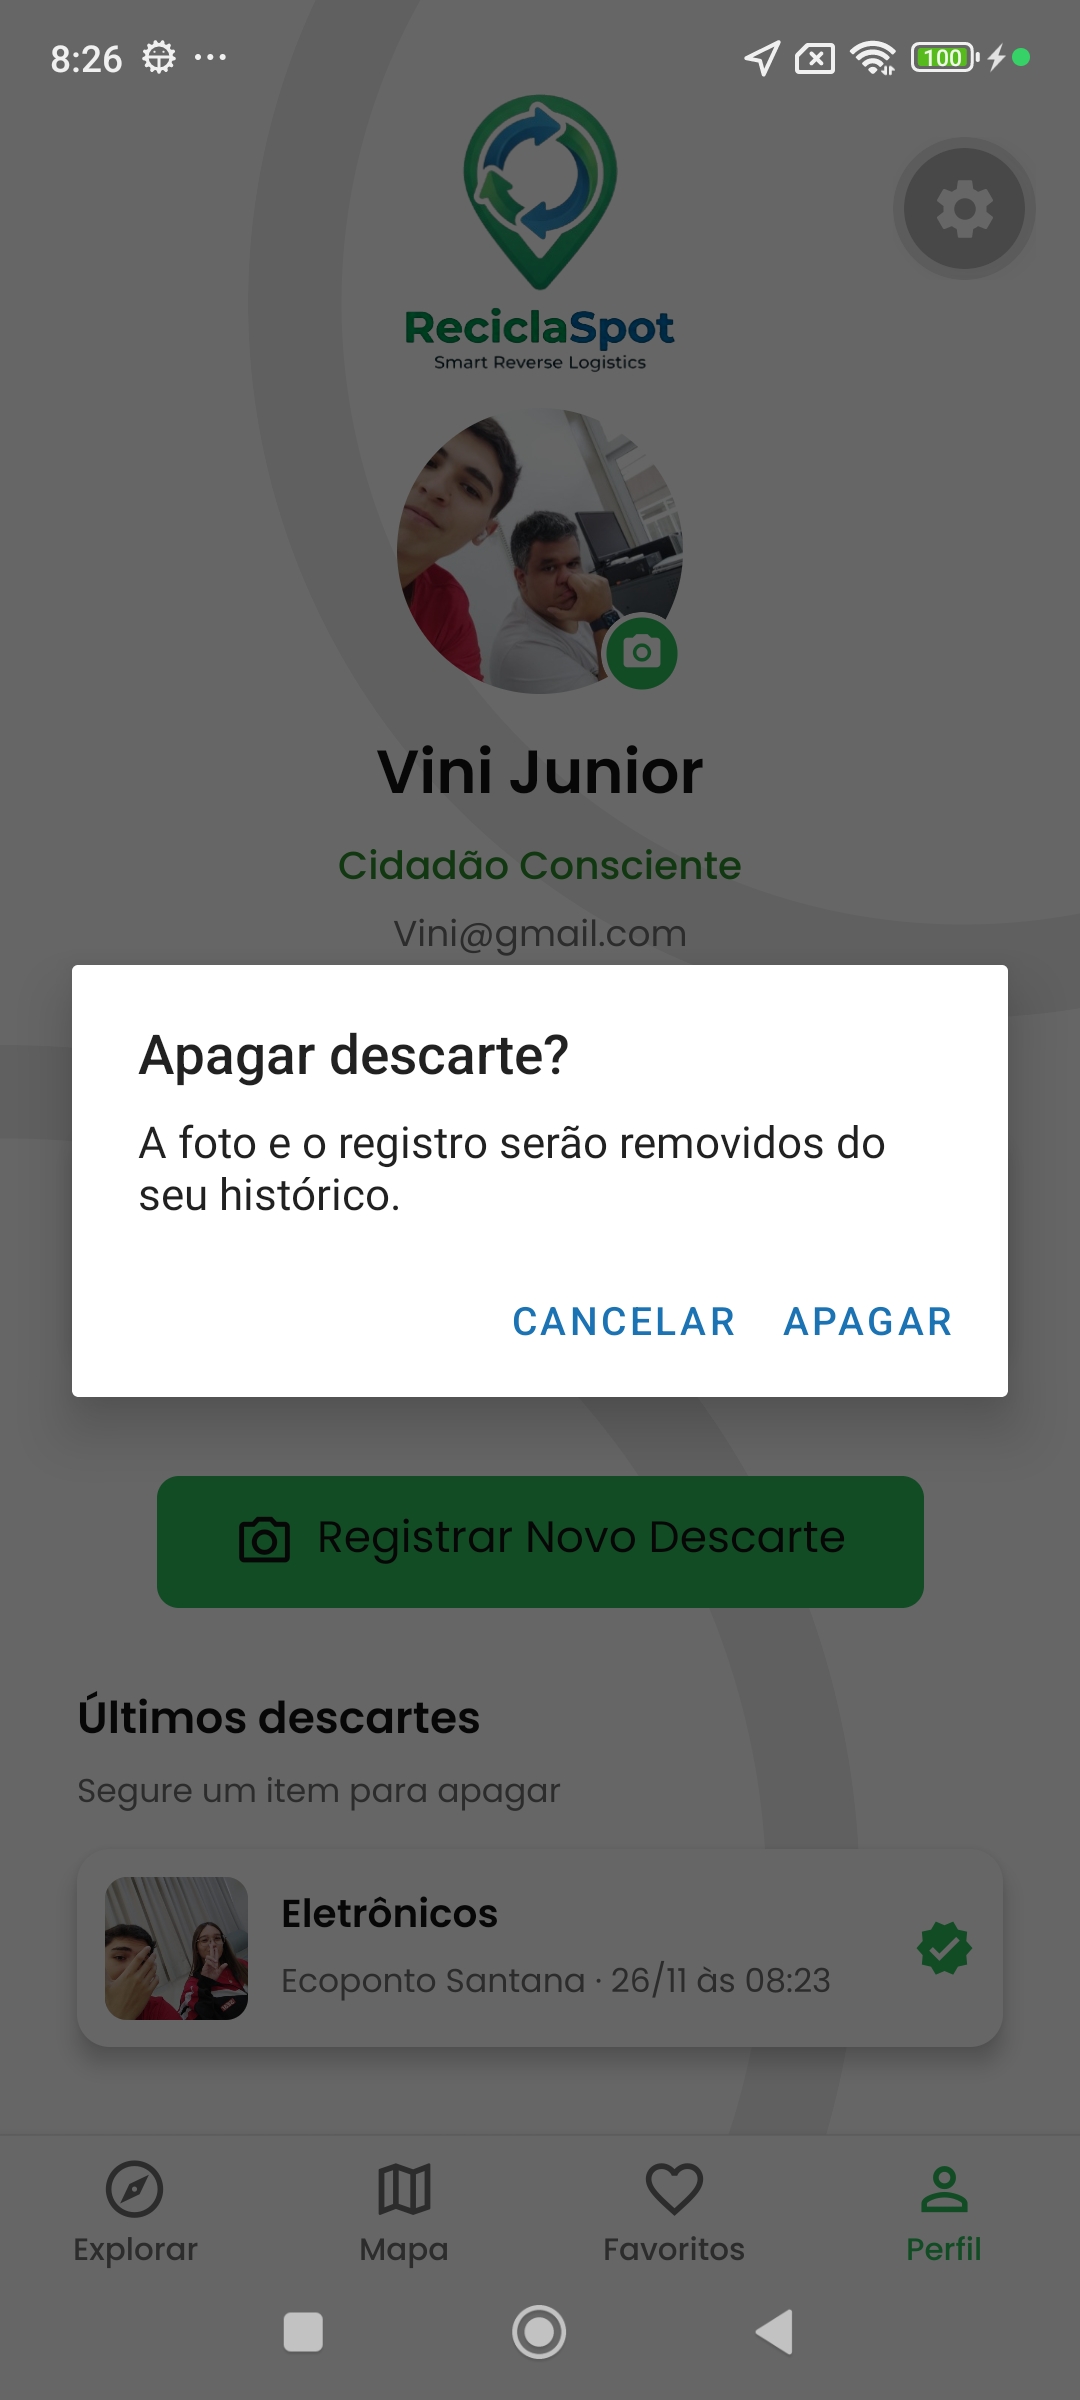 8:26
100
ReciclaSpot
Smart Reverse Logistics
Vini Junior
Cidadão Consciente
Vini@gmail.com
Apagar descarte?
A foto e o registro serão removidos do
seu histórico.
CANCELAR APAGAR
Registrar Novo Descarte
Últimos descartes
Segure um item para apagar
Eletrônicos
Ecoponto Santana · 26/11 às 08:23
Explorar Mapa Favoritos Perfil